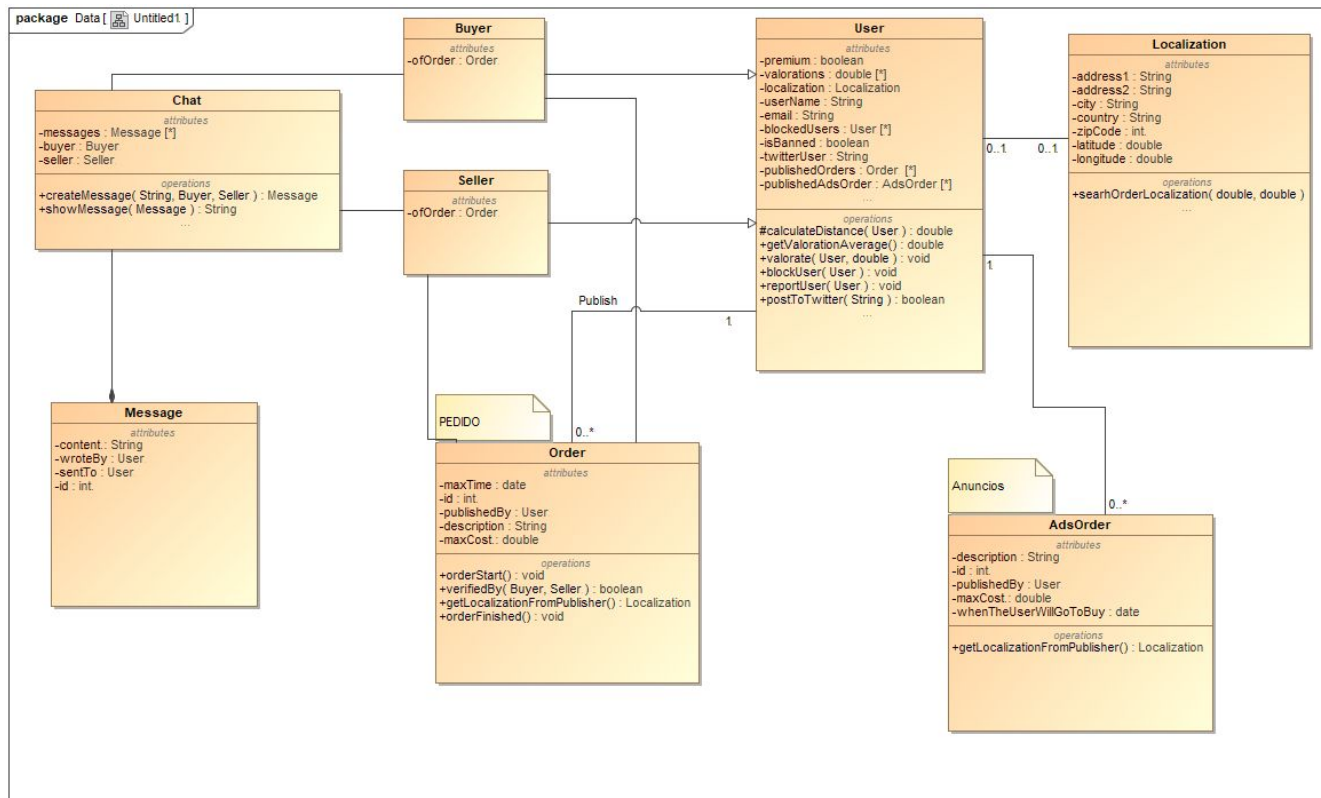 package Data [ Untitled1 ]
Buyer
attributes
-ofOrder : Order
User
attributes
-premium : boolean
-valorations : double [*]
-localization : Localization
-userName : String
-email : String
-blockedUsers : User [*]
-isBanned : boolean
-twitterUser : String
-publishedOrders : Order [*]
-publishedAdsOrder : AdsOrder [*]
...
operations
#calculateDistance( User ) : double
+getValorationAverage() : double
+valorate( User, double ) : void
+blockUser( User ) : void
+reportUser( User ) : void
+postToTwitter( String ) : boolean
...
Localization
attributes
-address1 : String
-address2 : String
-city : String
-country : String
-zipCode : int
-latitude : double
-longitude : double
operations
+searhOrderLocalization( double, double )
...
0..1
0..1
Chat
attributes
-messages : Message [*]
-buyer : Buyer
-seller : Seller
operations
+createMessage( String, Buyer, Seller ) : Message
+showMessage( Message ) : String
...
Seller
attributes
-ofOrder : Order
Publish
1
1
Message
attributes
-content : String
-wroteBy : User
-sentTo : User
-id : int
PEDIDO
0..*
Order
attributes
-maxTime : date
-id : int
-publishedBy : User
-description : String
-maxCost : double
operations
+orderStart() : void
+verifiedBy( Buyer, Seller ) : boolean
+getLocalizationFromPublisher() : Localization
+orderFinished() : void
Anuncios
0..*
AdsOrder
attributes
-description : String
-id : int
-publishedBy : User
-maxCost : double
-whenTheUserWillGoToBuy : date
operations
+getLocalizationFromPublisher() : Localization